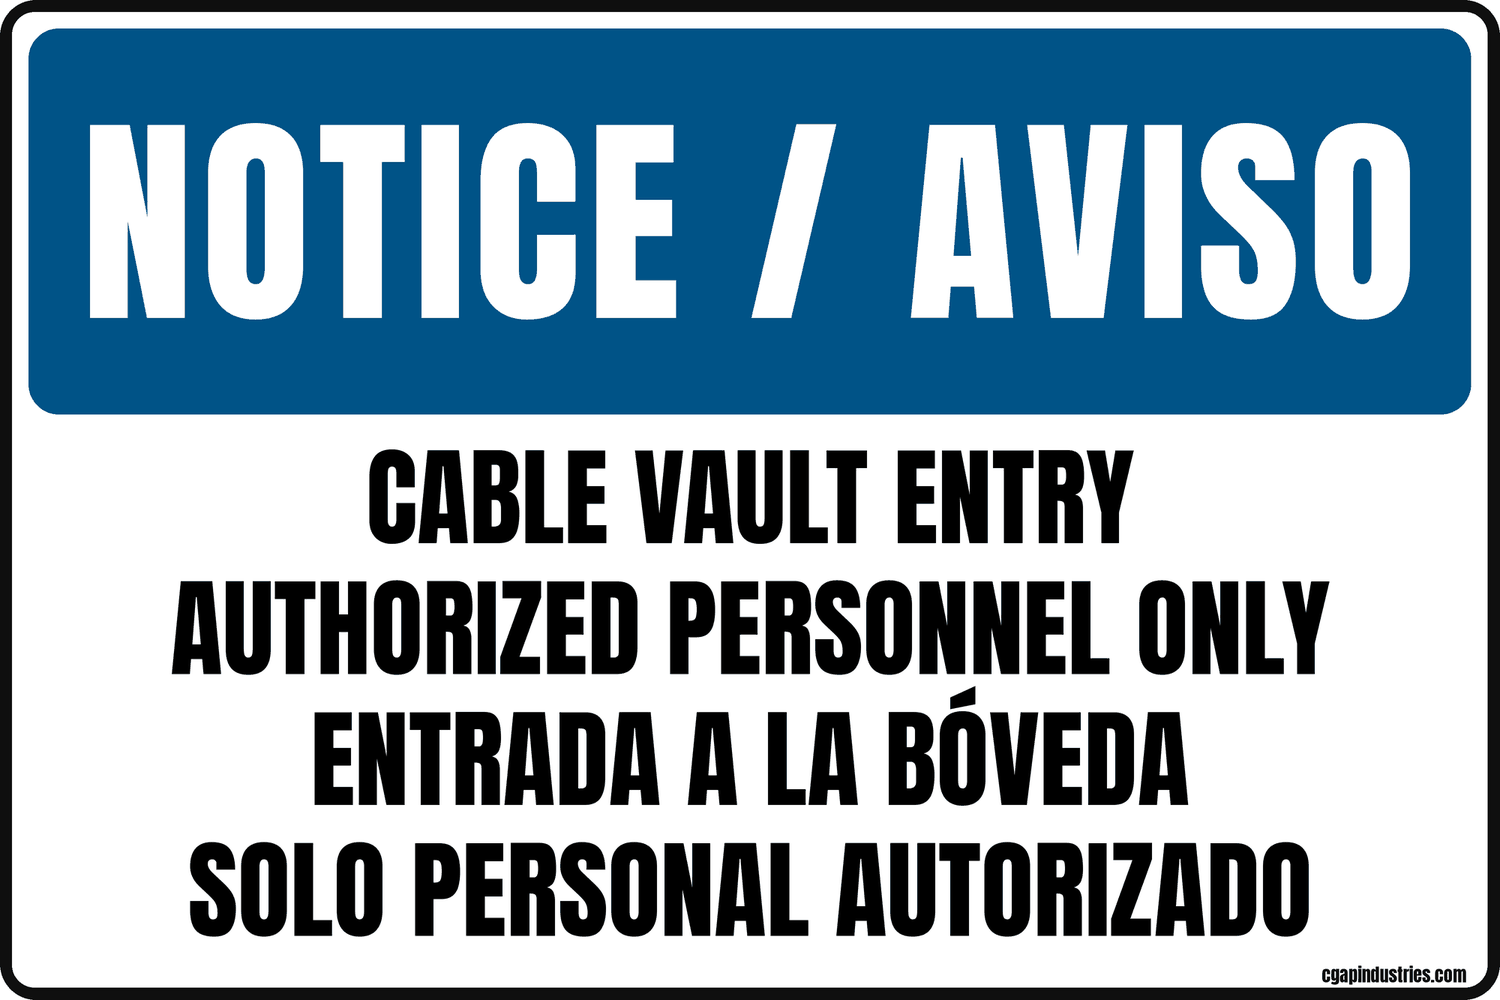 NOTICE / AVISO
CABLE VAULT ENTRY
AUTHORIZED PERSONNEL ONLY
ENTRADA A LA BÓVEDA
SOLO PERSONAL AUTORIZADO
cgapindustries.com